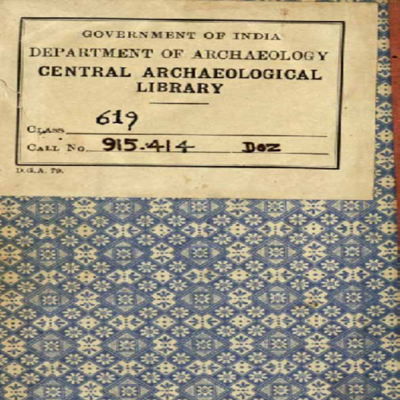 GOVERNMENT OF INDIA
DEPARTMENT OF ARCHAEOLOGY
CENTRAL ARCHAEOLOGICAL
LIBRARY
CLASS 619
CALL No. 915.414 Doz
D.G.A. 79.